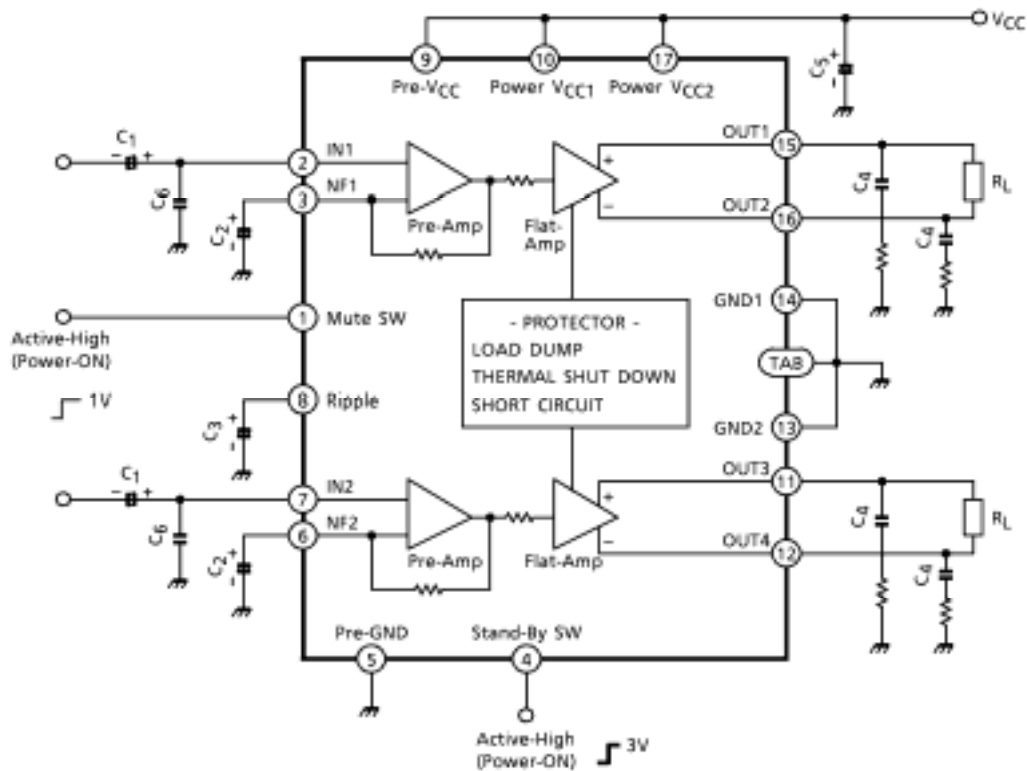 VCC
9 10 17
Pre-VCC Power VCC1 Power VCC2
C5 + -
OUT1
15
C1
- +
2 IN1
C6
3 NF1
C2 + -
Pre-Amp
Flat-
Amp
+
-
C4
RL
OUT2
16
C4
1 Mute SW
Active-High
(Power-ON)
1V
- PROTECTOR -
LOAD DUMP
THERMAL SHUT DOWN
SHORT CIRCUIT
GND1 14
TAB
GND2 13
8 Ripple
C3 + -
C1
- +
7 IN2
C6
6 NF2
C2 + -
Pre-Amp
Flat-Amp
+
-
OUT3
11
C4
RL
OUT4
12
C4
Pre-GND
5
Stand-By SW
4
Active-High
(Power-ON)
3V